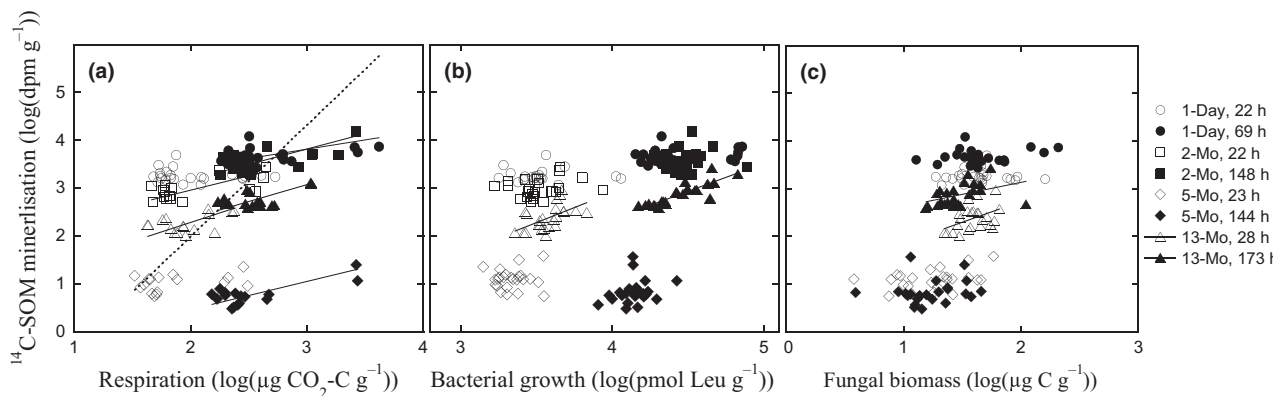 (a)
(b)
(c)
5
4
3
2
1
0
1 2 3 4
3 4 5
0 1 2 3
¹⁴C-SOM minerlisation (log(dpm g⁻¹))
Respiration (log(µg CO₂-C g⁻¹))
Bacterial growth (log(pmol Leu g⁻¹))
Fungal biomass (log(µg C g⁻¹))
1-Day, 22 h
1-Day, 69 h
2-Mo, 22 h
2-Mo, 148 h
5-Mo, 23 h
5-Mo, 144 h
13-Mo, 28 h
13-Mo, 173 h